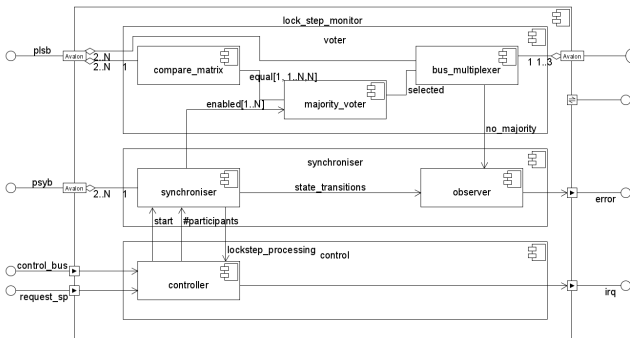 lock_step_monitor
voter
plsb
Avalon
2..N
2..N
1
compare_matrix
bus_multiplexer
1
1..3
Avalon
equal[1, 1..N,N]
enabled[1..N]
majority_voter
selected
no_majority
synchroniser
psyb
Avalon
2..N
1
synchroniser
state_transitions
observer
error
start
#participants
lockstep_processing
control
control_bus
controller
request_sp
irq